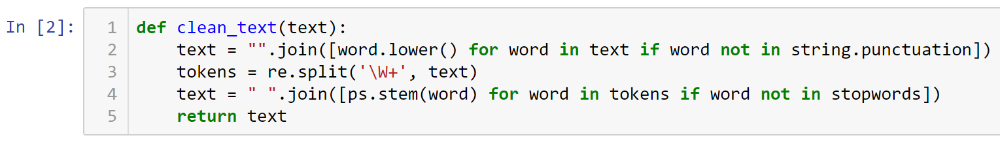 In [2]:
1 def clean_text(text):
2     text = "".join([word.lower() for word in text if word not in string.punctuation])
3     tokens = re.split('\W+', text)
4     text = " ".join([ps.stem(word) for word in tokens if word not in stopwords])
5     return text